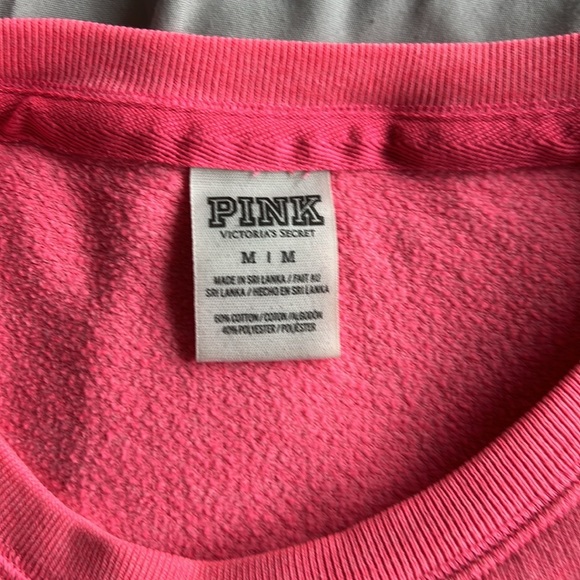 PINK
VICTORIA'S SECRET
M | M
MADE IN SRI LANKA / FAIT AU
SRI LANKA / HECHO EN SRI LANKA
60% COTTON / COTON /ALGODÓN
40% POLYESTER / POLIÉSTER